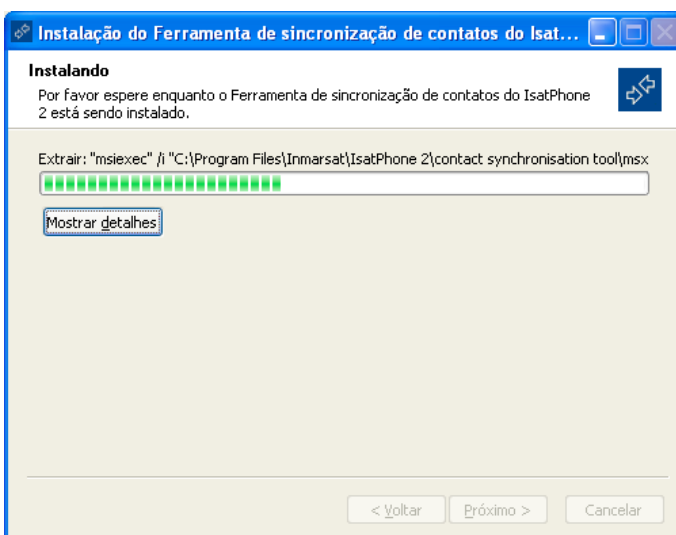 Instalação do Ferramenta de sincronização de contatos do Isat...
Instalando
Por favor espere enquanto o Ferramenta de sincronização de contatos do IsatPhone
2 está sendo instalado.
Extrair: "msiexec" /i "C:\Program Files\Inmarsat\IsatPhone 2\contact synchronisation tool\msx
Mostrar detalhes
< Voltar
Próximo >
Cancelar